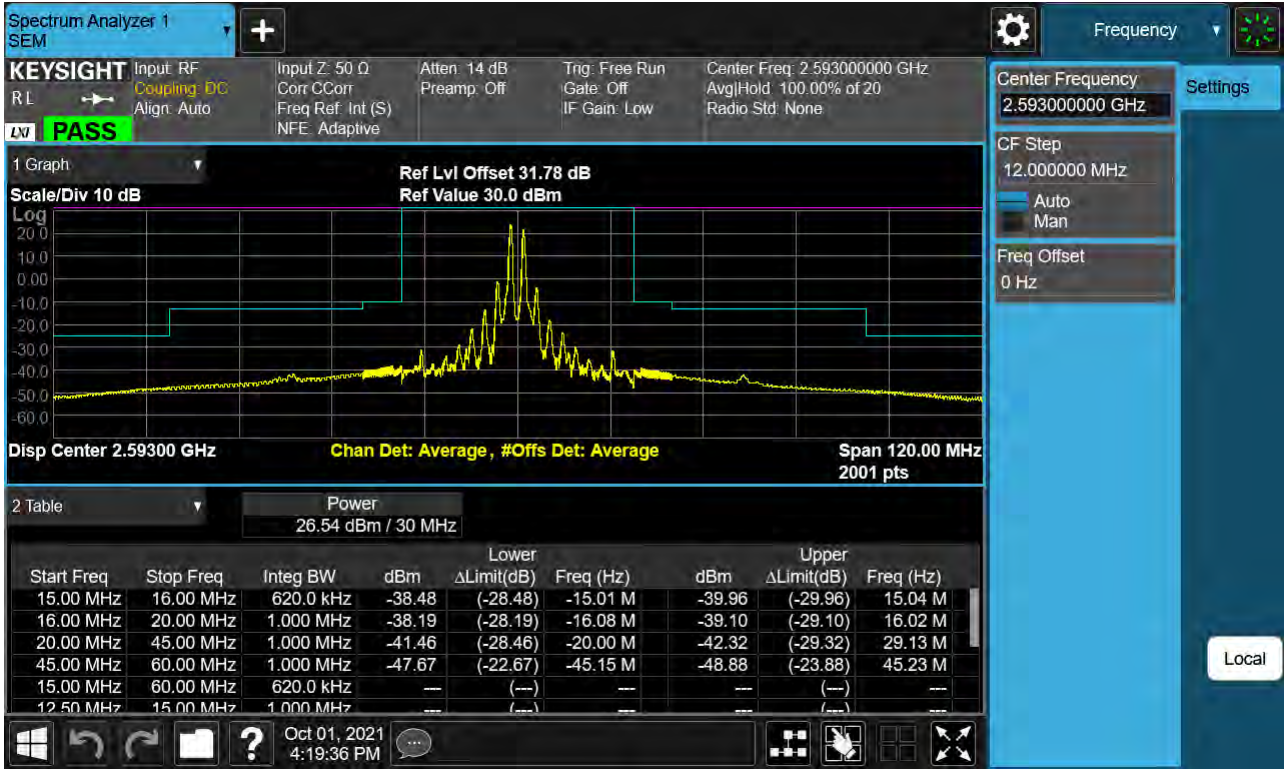 Spectrum Analyzer 1
SEM
Frequency
KEYSIGHT
R L
LXI
PASS
Input: RF
Coupling: DC
Align: Auto
Input Z: 50 Ω
Corr CCorr
Freq Ref: Int (S)
NFE: Adaptive
Atten: 14 dB
Preamp: Off
Trig: Free Run
Gate: Off
IF Gain: Low
Center Freq: 2.593000000 GHz
Avg|Hold: 100.00% of 20
Radio Std: None
Center Frequency
2.593000000 GHz
Settings
CF Step
12.000000 MHz
Auto
Man
Freq Offset
0 Hz
1 Graph
Ref Lvl Offset 31.78 dB
Scale/Div 10 dB
Ref Value 30.0 dBm
Log
20.0
10.0
0.00
-10.0
-20.0
-30.0
-40.0
-50.0
-60.0
Disp Center 2.59300 GHz
Chan Det: Average , #Offs Det: Average
Span 120.00 MHz
2001 pts
2 Table
Power
26.54 dBm / 30 MHz
Lower Upper
Start Freq Stop Freq Integ BW dBm ΔLimit(dB) Freq (Hz) dBm ΔLimit(dB) Freq (Hz)
15.00 MHz 16.00 MHz 620.0 kHz -38.48 (-28.48) -15.01 M -39.96 (-29.96) 15.04 M
16.00 MHz 20.00 MHz 1.000 MHz -38.19 (-28.19) -16.08 M -39.10 (-29.10) 16.02 M
20.00 MHz 45.00 MHz 1.000 MHz -41.46 (-28.46) -20.00 M -42.32 (-29.32) 29.13 M
45.00 MHz 60.00 MHz 1.000 MHz -47.67 (-22.67) -45.15 M -48.88 (-23.88) 45.23 M
15.00 MHz 60.00 MHz 620.0 kHz --- (---) --- --- (---) ---
12.50 MHz 15.00 MHz 1.000 MHz --- (---) --- --- (---) ---
Local
?
Oct 01, 2021
4:19:36 PM